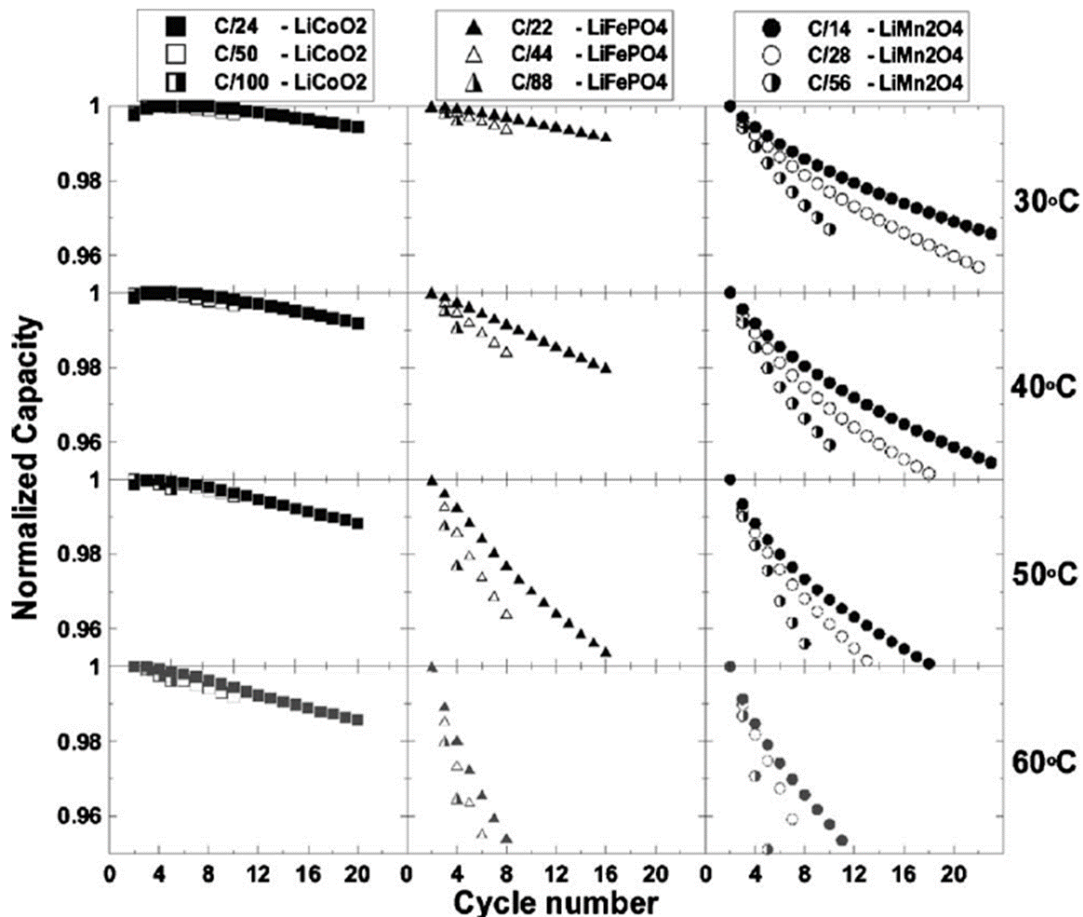 C/24 - LiCoO2
C/50 - LiCoO2
C/100 - LiCoO2
C/22 - LiFePO4
C/44 - LiFePO4
C/88 - LiFePO4
C/14 - LiMn2O4
C/28 - LiMn2O4
C/56 - LiMn2O4
1
0.98
0.96
30°C
1
0.98
0.96
40°C
1
0.98
0.96
50°C
1
0.98
0.96
60°C
Normalized Capacity
0 4 8 12 16 20 0 4 8 12 16 20 0 4 8 12 16 20
Cycle number